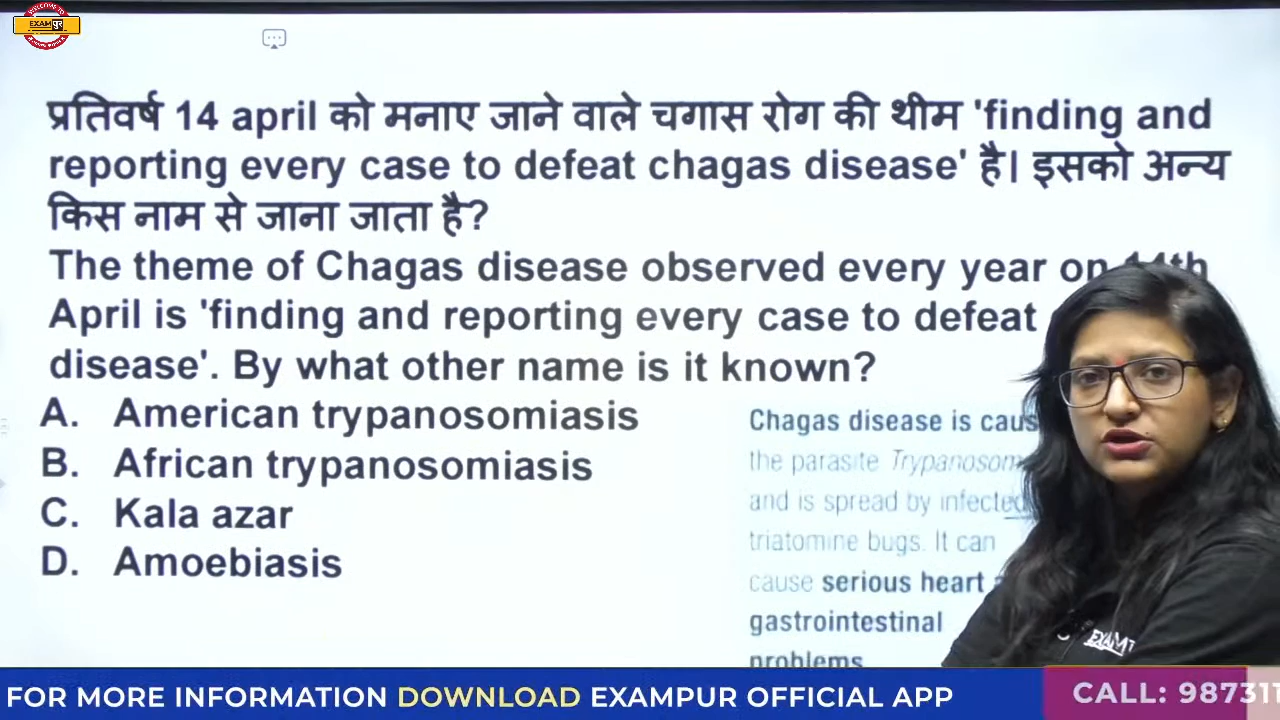 WELCOME TO
EXAMपुर
प्रतिवर्ष 14 april को मनाए जाने वाले चगास रोग की थीम 'finding and
reporting every case to defeat chagas disease' है। इसको अन्य
किस नाम से जाना जाता है?
The theme of Chagas disease observed every year on 14th
April is 'finding and reporting every case to defeat
disease'. By what other name is it known?
A. American trypanosomiasis
B. African trypanosomiasis
C. Kala azar
D. Amoebiasis
Chagas disease is
the parasite
and is spread by infected
triatomine bugs. It can
cause serious heart
gastrointestinal
problems
FOR MORE INFORMATION DOWNLOAD EXAMPUR OFFICIAL APP
CALL: 98731